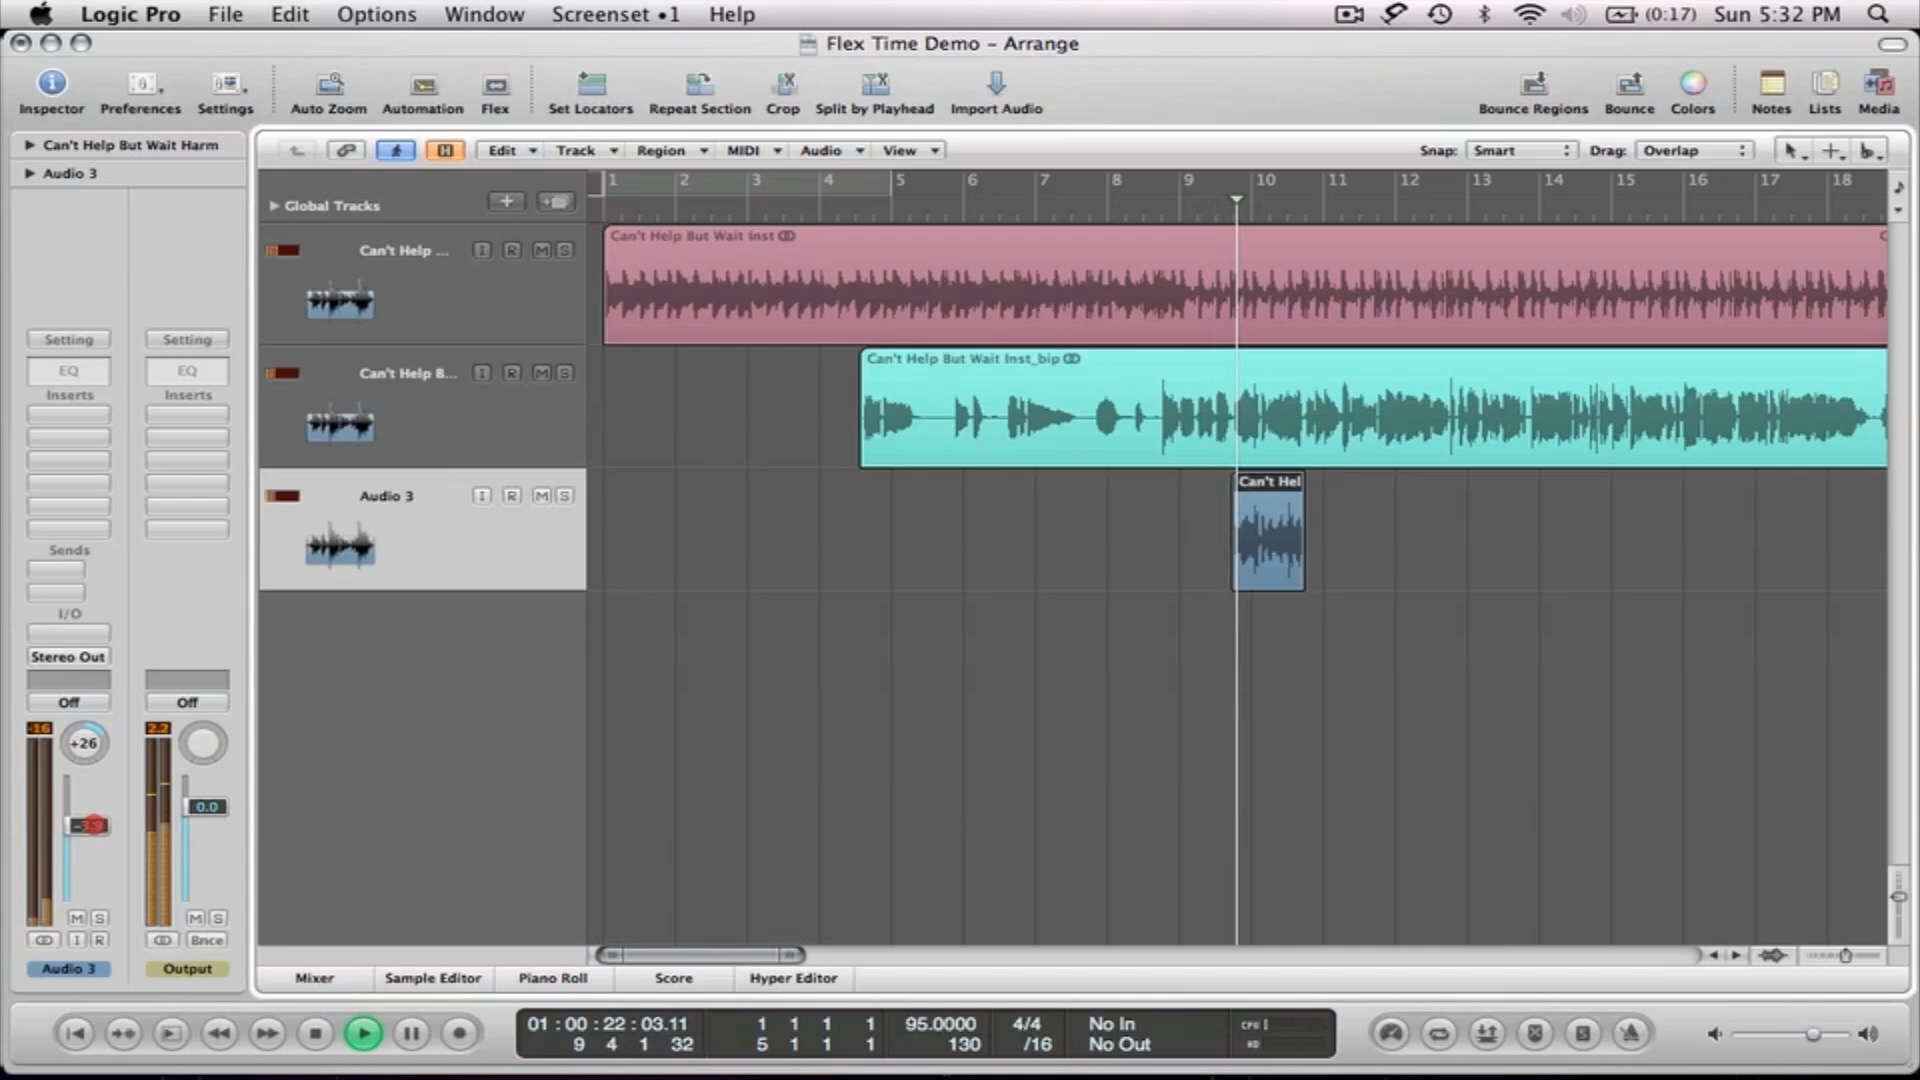 Logic Pro File Edit Options Window Screenset •1 Help (0:17) Sun 5:32 PM
Flex Time Demo – Arrange
Inspector Preferences Settings Auto Zoom Automation Flex Set Locators Repeat Section Crop Split by Playhead Import Audio Bounce Regions Bounce Colors Notes Lists Media
Can't Help But Wait Harm
Audio 3
Edit Track Region MIDI Audio View Snap: Smart Drag: Overlap
1 2 3 4 5 6 7 8 9 10 11 12 13 14 15 16 17 18
Global Tracks
Can't Help ... I R M S
Can't Help But Wait Inst
Can't Help B... I R M S
Can't Help But Wait Inst_bip
Audio 3 I R M S
Can't Hel
Setting Setting
EQ EQ
Inserts Inserts
Sends
I/O
Stereo Out
Off Off
-16 2.2
+26
0.0
M S M S
I R Bnce
Audio 3 Output
Mixer Sample Editor Piano Roll Score Hyper Editor
01 : 00 : 22 : 03.11 1 1 1 1 95.0000 4/4 No In CPU
9 4 1 32 5 1 1 1 130 /16 No Out HD